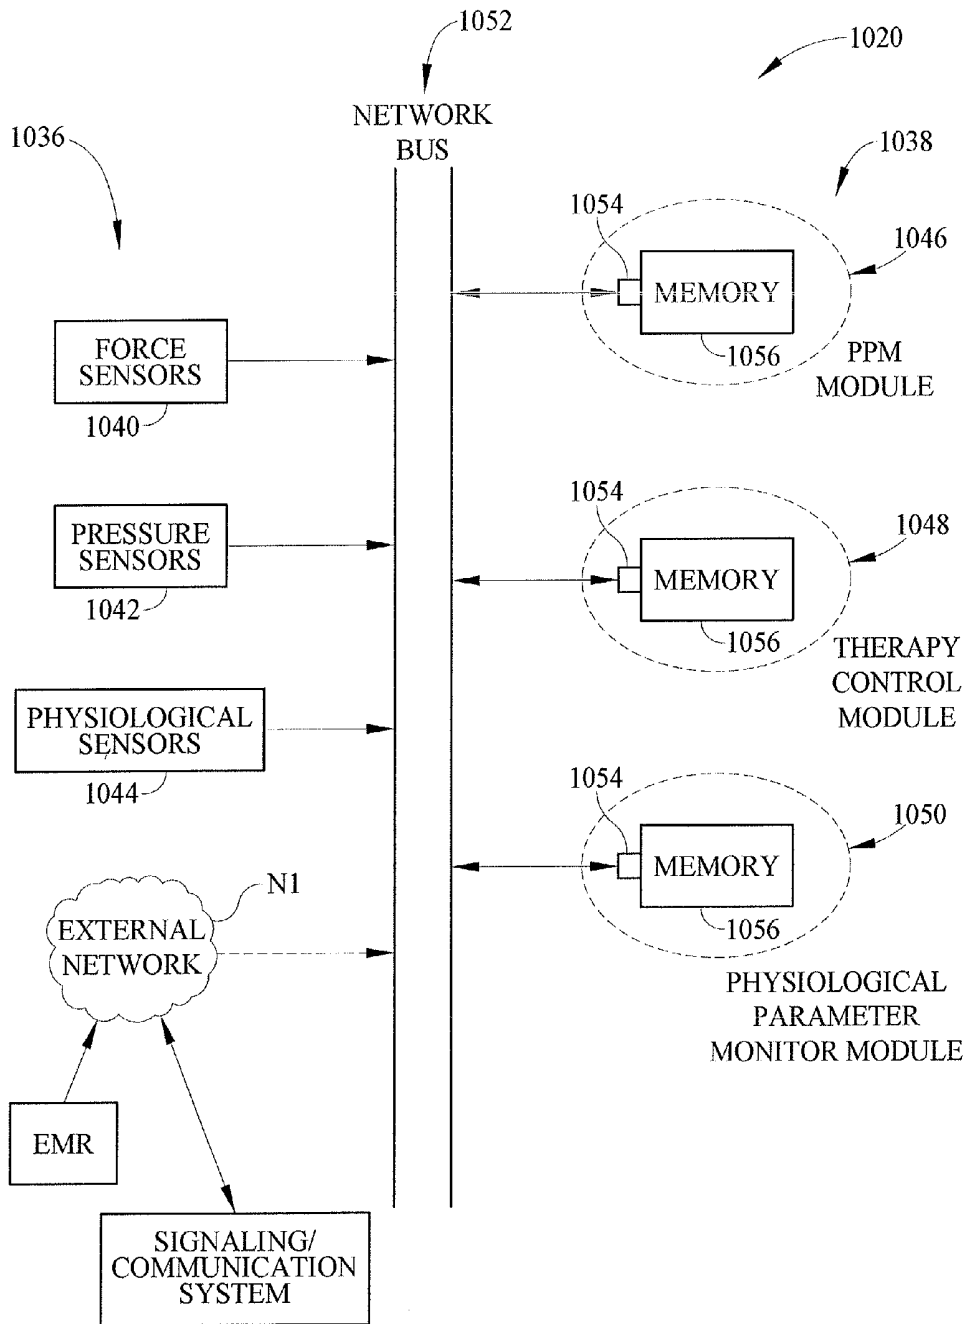 1052
1020
NETWORK
BUS
1036
1038
1054
1046
MEMORY
1056
PPM
MODULE
FORCE
SENSORS
1040
1054
1048
PRESSURE
SENSORS
1042
MEMORY
1056
THERAPY
CONTROL
MODULE
PHYSIOLOGICAL
SENSORS
1044
1054
1050
MEMORY
1056
N1
EXTERNAL
NETWORK
PHYSIOLOGICAL
PARAMETER
MONITOR MODULE
EMR
SIGNALING/
COMMUNICATION
SYSTEM